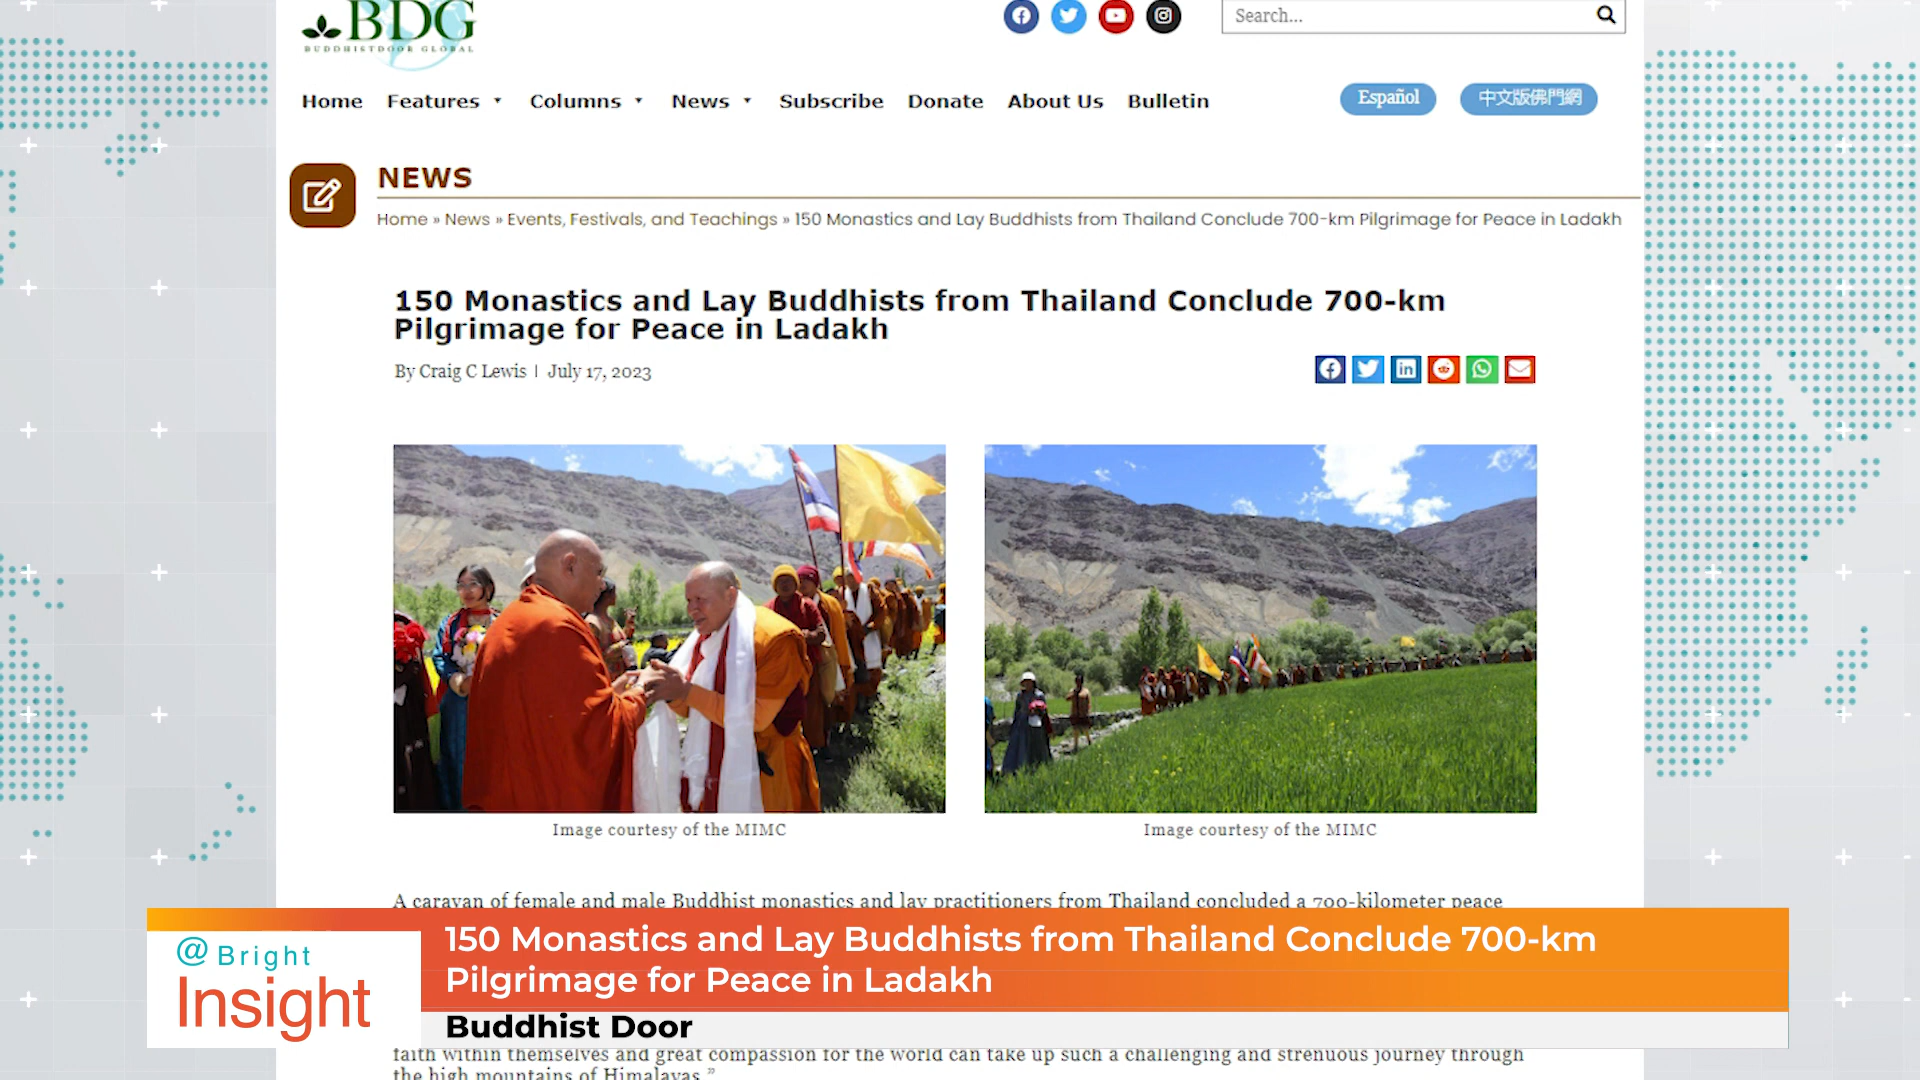 BDG
BUDDHISTDOOR GLOBAL
Search...
Home Features Columns News Subscribe Donate About Us Bulletin
Español 中文版佛門網
NEWS
Home » News » Events, Festivals, and Teachings » 150 Monastics and Lay Buddhists from Thailand Conclude 700-km Pilgrimage for Peace in Ladakh
150 Monastics and Lay Buddhists from Thailand Conclude 700-km
Pilgrimage for Peace in Ladakh
By Craig C Lewis | July 17, 2023
Image courtesy of the MIMC
Image courtesy of the MIMC
A caravan of female and male Buddhist monastics and lay practitioners from Thailand concluded a 700-kilometer peace
@ Bright
Insight
150 Monastics and Lay Buddhists from Thailand Conclude 700-km
Pilgrimage for Peace in Ladakh
Buddhist Door
faith within themselves and great compassion for the world can take up such a challenging and strenuous journey through
the high mountains of Himalayas.”